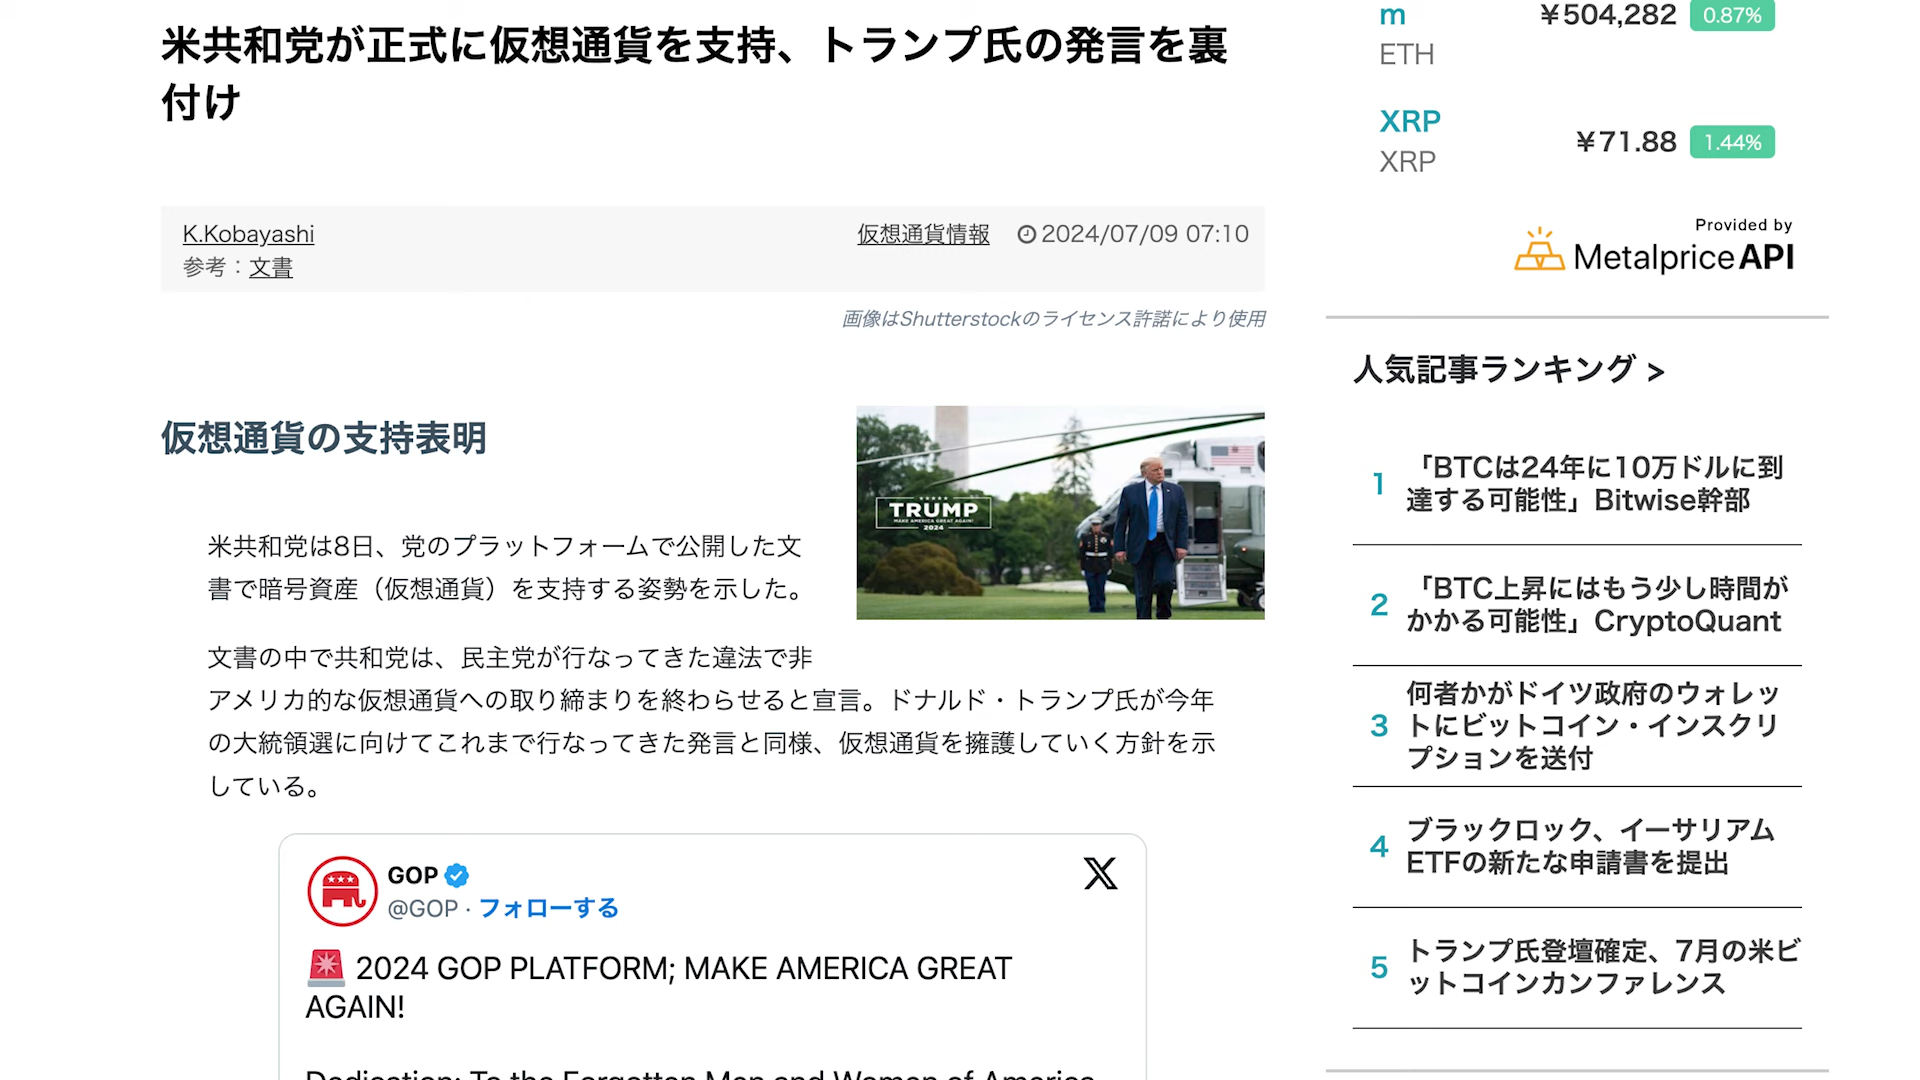 米共和党が正式に仮想通貨を支持、トランプ氏の発言を裏
付け
K.Kobayashi
参考：文書
仮想通貨情報 2024/07/09 07:10
画像はShutterstockのライセンス許諾により使用
仮想通貨の支持表明
TRUMP
MAKE AMERICA GREAT AGAIN!
2024
米共和党は8日、党のプラットフォームで公開した文
書で暗号資産（仮想通貨）を支持する姿勢を示した。
文書の中で共和党は、民主党が行なってきた違法で非
アメリカ的な仮想通貨への取り締まりを終わらせると宣言。ドナルド・トランプ氏が今年
の大統領選に向けてこれまで行なってきた発言と同様、仮想通貨を擁護していく方針を示
している。
GOP
@GOP · フォローする
🚨 2024 GOP PLATFORM; MAKE AMERICA GREAT
AGAIN!
Dedication: To the Forgotten Men and Women of America
m ¥504,282 0.87%
ETH
XRP ¥71.88 1.44%
XRP
Provided by
MetalpriceAPI
人気記事ランキング >
1 「BTCは24年に10万ドルに到
達する可能性」Bitwise幹部
2 「BTC上昇にはもう少し時間が
かかる可能性」CryptoQuant
3 何者かがドイツ政府のウォレッ
トにビットコイン・インスクリ
プションを送付
4 ブラックロック、イーサリアム
ETFの新たな申請書を提出
5 トランプ氏登壇確定、7月の米ビ
ットコインカンファレンス